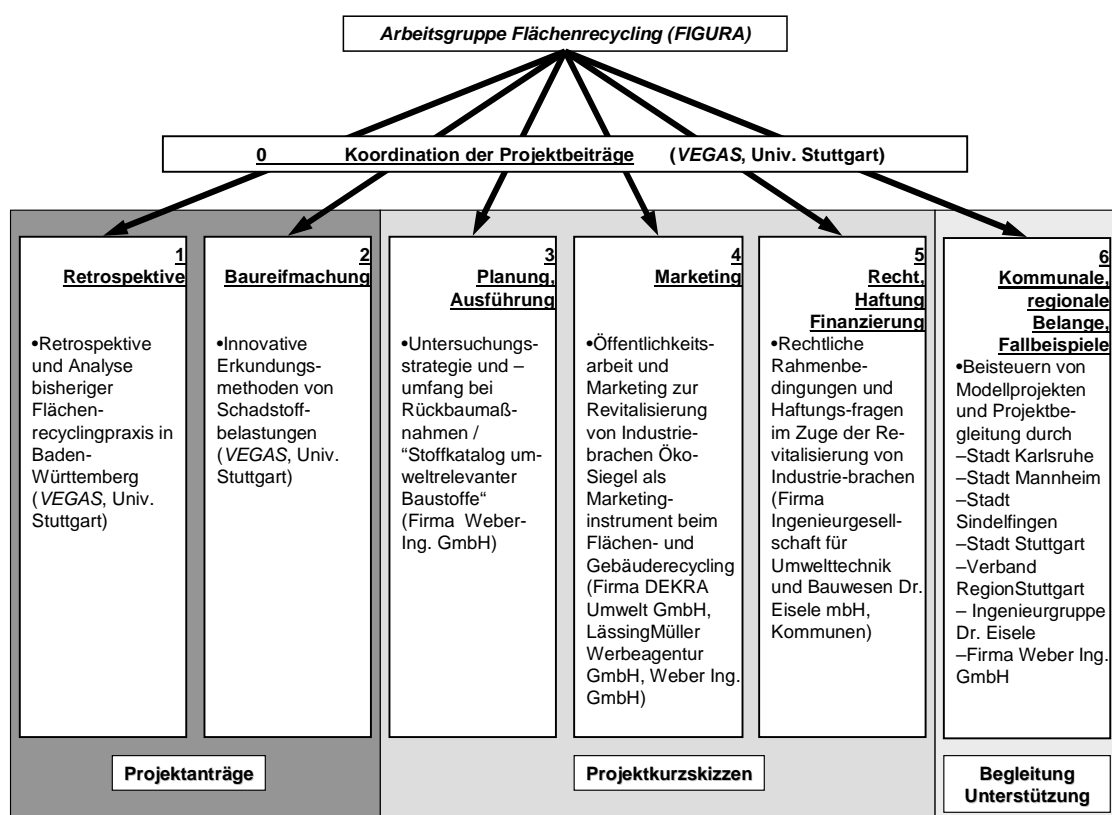 Arbeitsgruppe Flächenrecycling (FIGURA)
0 Koordination der Projektbeiträge (VEGAS, Univ. Stuttgart)
1
Retrospektive
•Retrospektive
und Analyse
bisheriger
Flächen-
recyclingpraxis in
Baden-
Württemberg
(VEGAS, Univ.
Stuttgart)
2
Baureifmachung
•Innovative
Erkundungs-
methoden von
Schadstoff-
belastungen
(VEGAS, Univ.
Stuttgart)
3
Planung,
Ausführung
•Untersuchungs-
strategie und –
umfang bei
Rückbaumaß-
nahmen /
“Stoffkatalog um-
weltrelevanter
Baustoffe“
(Firma Weber-
Ing. GmbH)
4
Marketing
•Öffentlichkeits-
arbeit und
Marketing zur
Revitalisierung
von Industrie-
brachen Öko-
Siegel als
Marketing-
instrument beim
Flächen- und
Gebäuderecycling
(Firma DEKRA
Umwelt GmbH,
LässingMüller
Werbeagentur
GmbH, Weber Ing.
GmbH)
5
Recht,
Haftung
Finanzierung
•Rechtliche
Rahmenbe-
dingungen und
Haftungs-fragen
im Zuge der Re-
vitalisierung von
Industrie-brachen
(Firma
Ingenieurgesell-
schaft für
Umwelttechnik
und Bauwesen Dr.
Eisele mbH,
Kommunen)
6
Kommunale,
regionale
Belange,
Fallbeispiele
•Beisteuern von
Modellprojekten
und Projektbe-
gleitung durch
–Stadt Karlsruhe
–Stadt Mannheim
–Stadt
Sindelfingen
–Stadt Stuttgart
–Verband
RegionStuttgart
– Ingenieurgruppe
Dr. Eisele
–Firma Weber Ing.
GmbH
Projektanträge
Projektkurzskizzen
Begleitung
Unterstützung